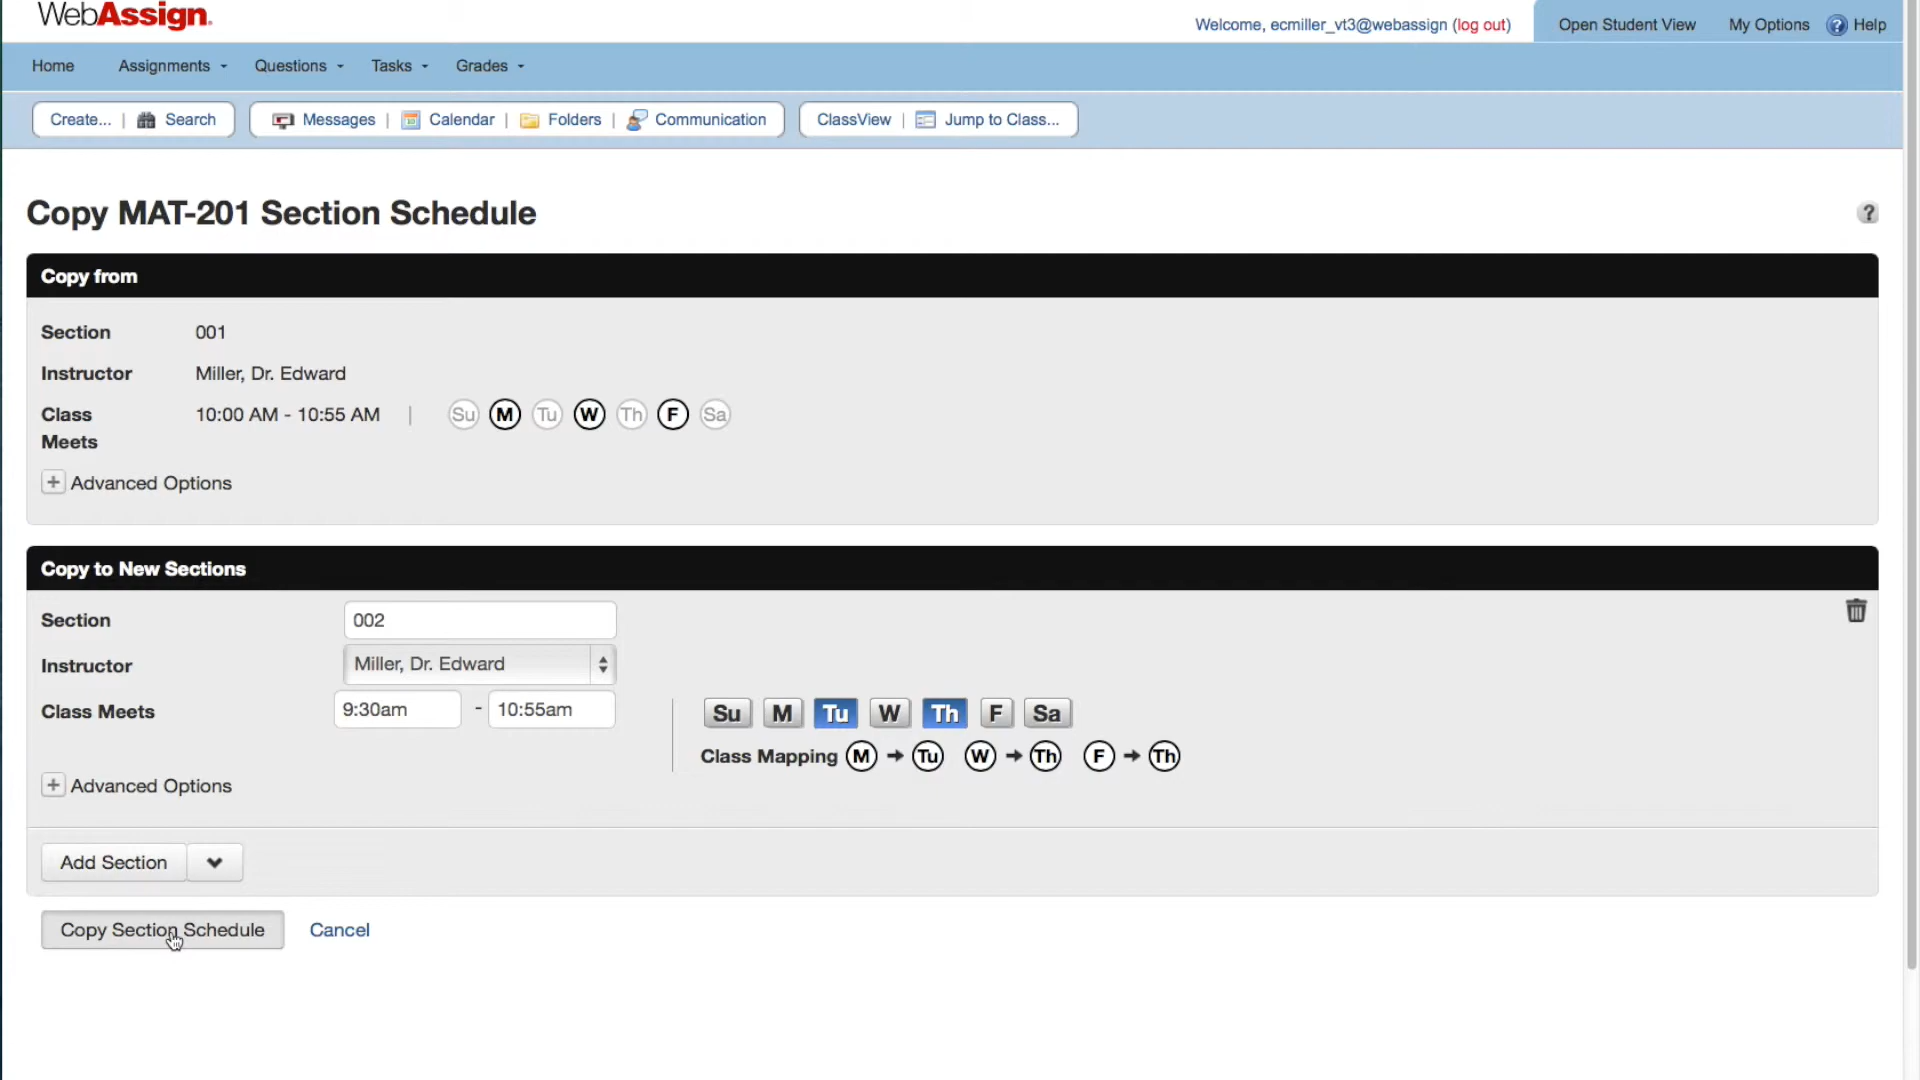 WebAssign.
Welcome, ecmiller_vt3@webassign (log out) Open Student View My Options ? Help
Home Assignments Questions Tasks Grades
Create... | Search Messages | Calendar | Folders | Communication ClassView | Jump to Class...
Copy MAT-201 Section Schedule ?
Copy from
Section 001
Instructor Miller, Dr. Edward
Class 10:00 AM - 10:55 AM | Su M Tu W Th F Sa
Meets
+ Advanced Options
Copy to New Sections
Section 002
Instructor Miller, Dr. Edward
Class Meets 9:30am - 10:55am Su M Tu W Th F Sa
Class Mapping M → Tu W → Th F → Th
+ Advanced Options
Add Section
Copy Section Schedule Cancel